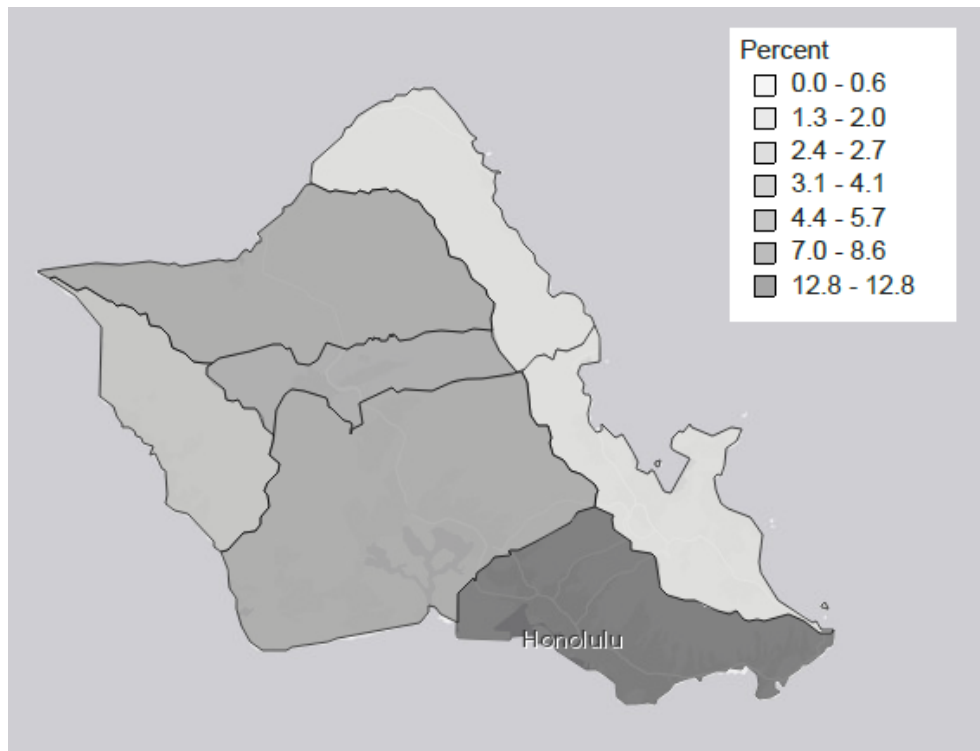 Percent
0.0 - 0.6
1.3 - 2.0
2.4 - 2.7
3.1 - 4.1
4.4 - 5.7
7.0 - 8.6
12.8 - 12.8
Honolulu